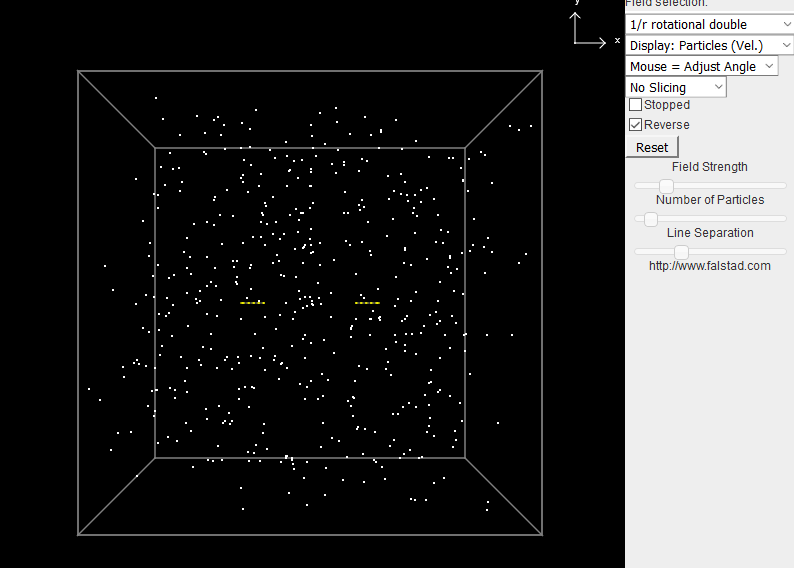 Field selection:
y
x
1/r rotational double
Display: Particles (Vel.)
Mouse = Adjust Angle
No Slicing
Stopped
Reverse
Reset
Field Strength
Number of Particles
Line Separation
http://www.falstad.com